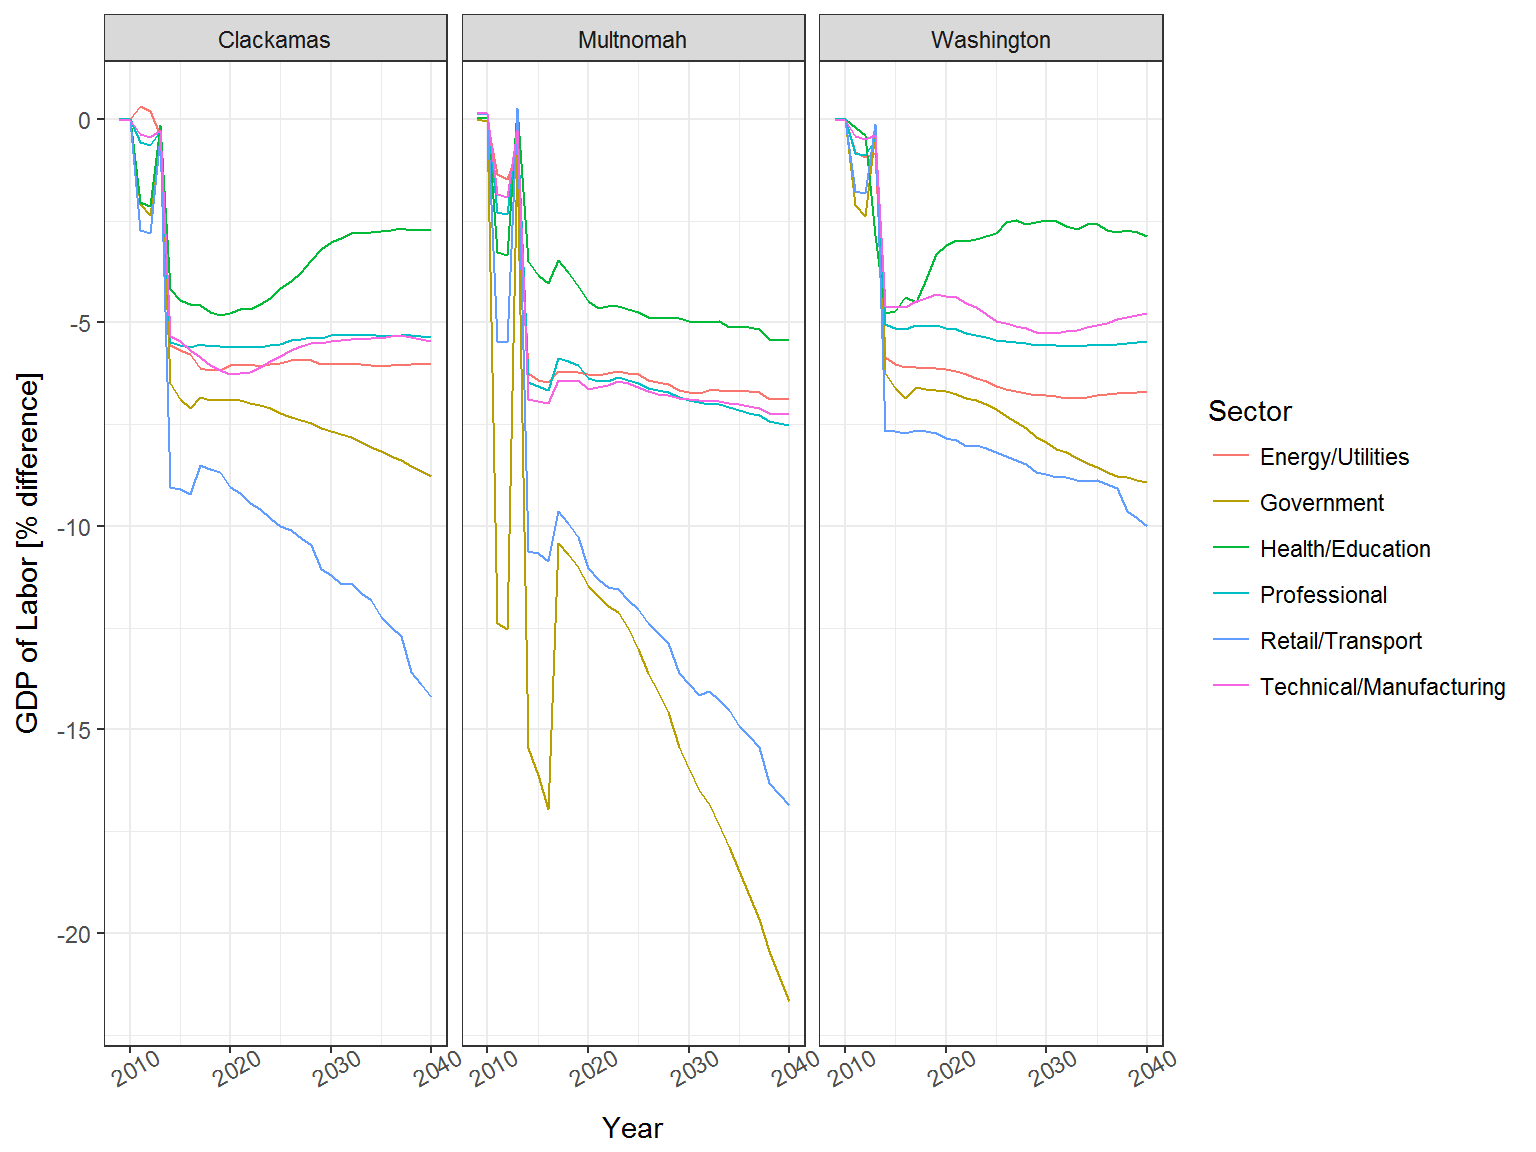 Clackamas
Multnomah
Washington
0
-5
-10
-15
-20
GDP of Labor [% difference]
2010
2020
2030
2040
2010
2020
2030
2040
2010
2020
2030
2040
Year
Sector
Energy/Utilities
Government
Health/Education
Professional
Retail/Transport
Technical/Manufacturing